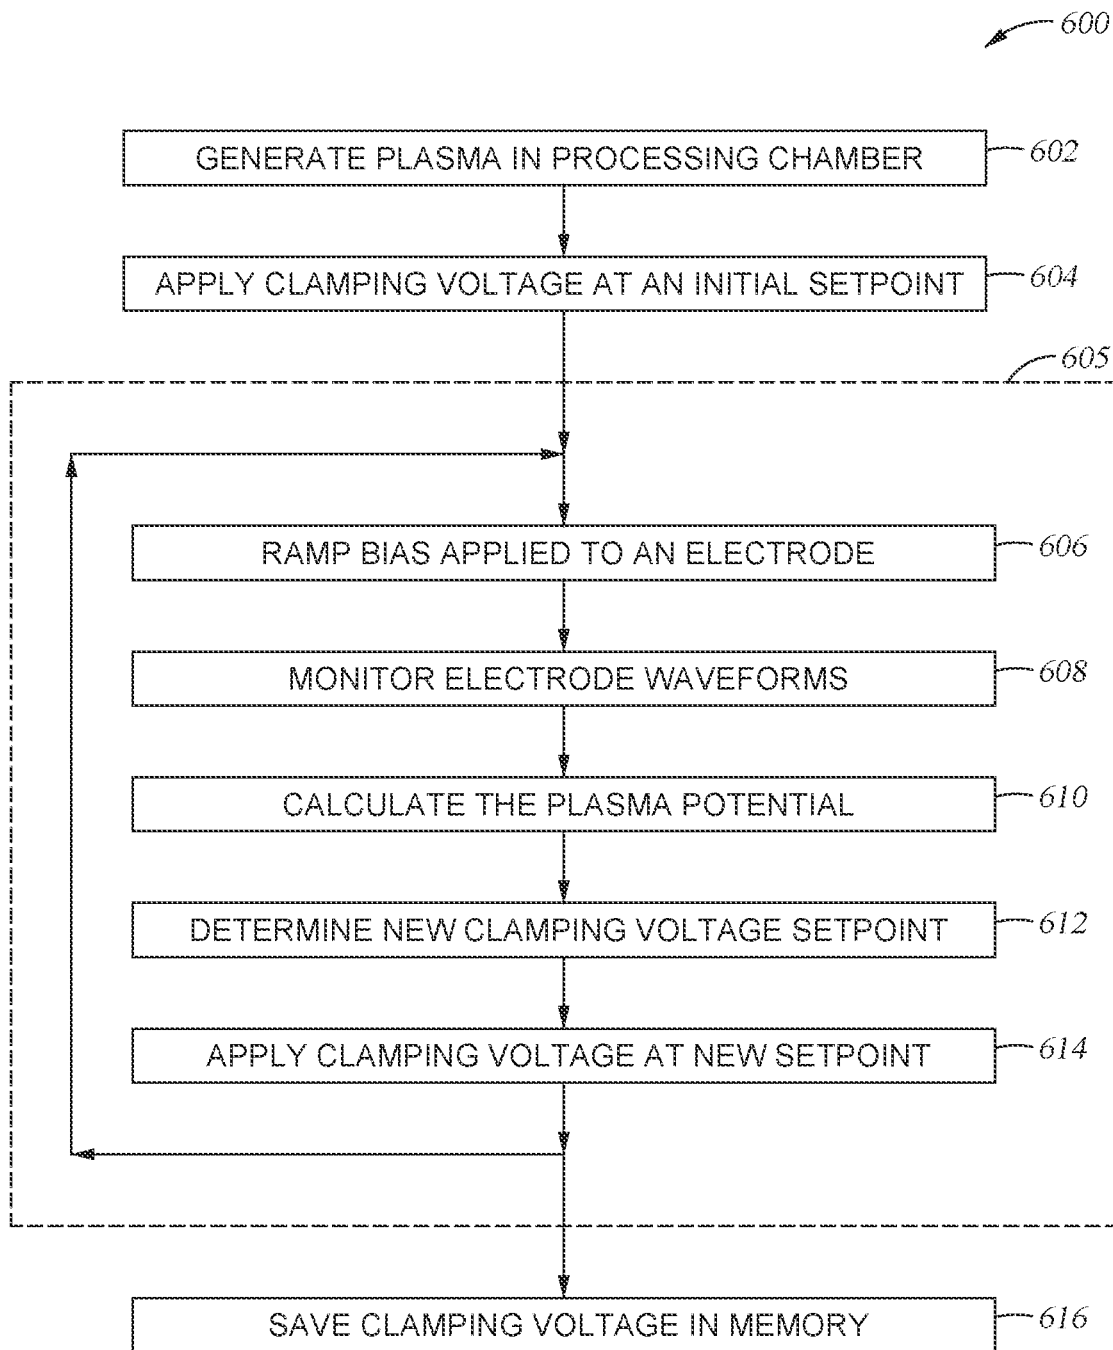 600
GENERATE PLASMA IN PROCESSING CHAMBER 602
APPLY CLAMPING VOLTAGE AT AN INITIAL SETPOINT 604
605
RAMP BIAS APPLIED TO AN ELECTRODE 606
MONITOR ELECTRODE WAVEFORMS 608
CALCULATE THE PLASMA POTENTIAL 610
DETERMINE NEW CLAMPING VOLTAGE SETPOINT 612
APPLY CLAMPING VOLTAGE AT NEW SETPOINT 614
SAVE CLAMPING VOLTAGE IN MEMORY 616